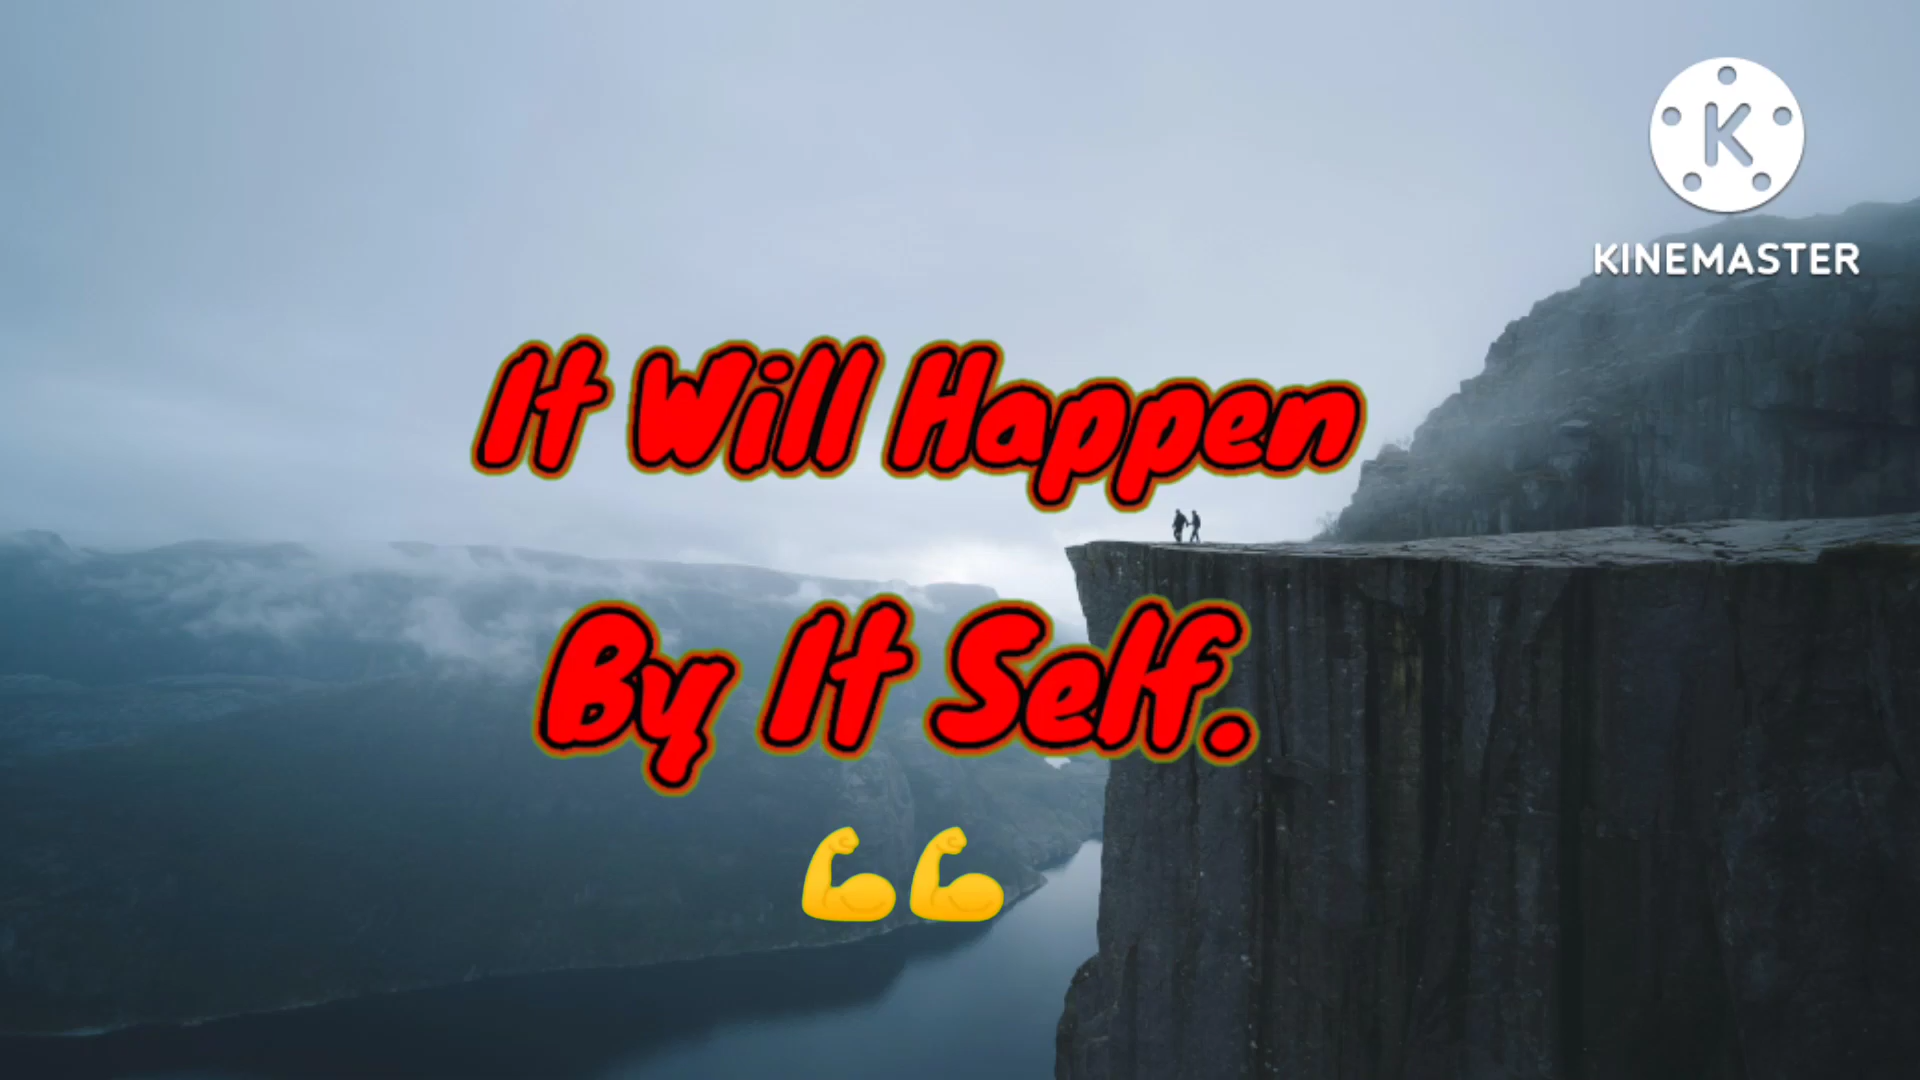 K
KINEMASTER
It Will Happen
By It Self.
💪💪